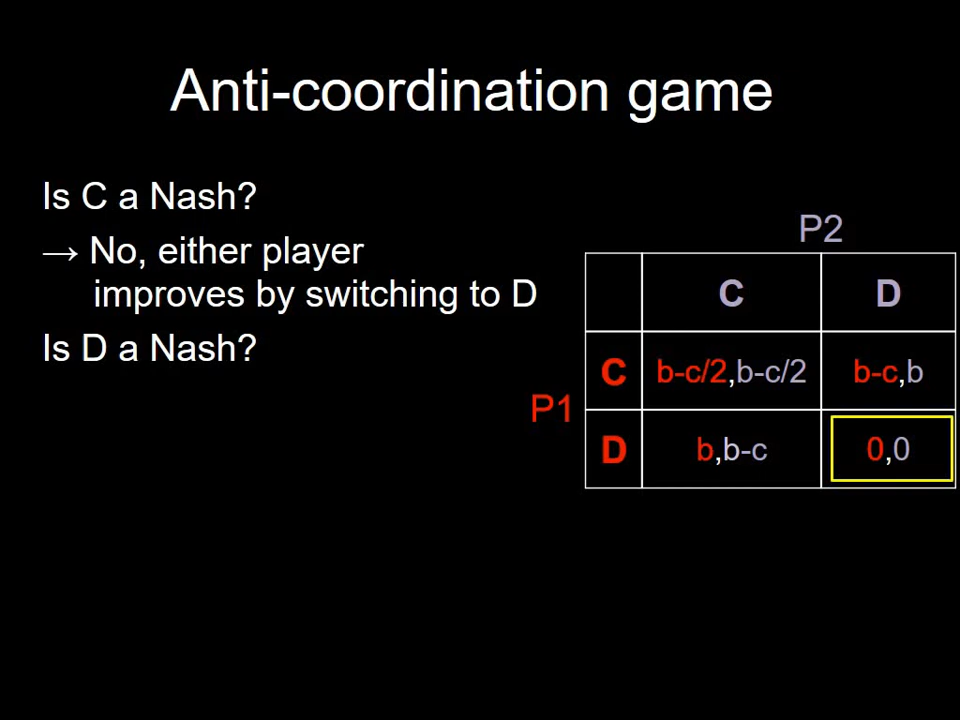 Anti-coordination game
Is C a Nash?
→ No, either player
improves by switching to D
Is D a Nash?
P2
C D
C b-c/2,b-c/2 b-c,b
P1
D b,b-c 0,0